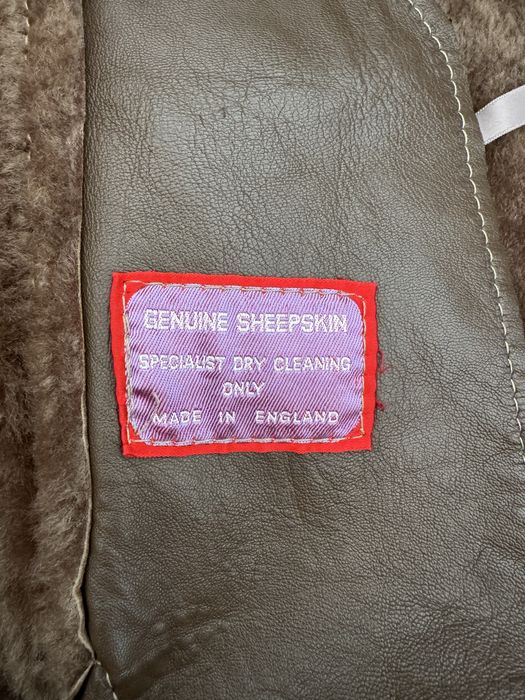 GENUINE SHEEPSKIN
SPECIALIST DRY CLEANING
ONLY
MADE IN ENGLAND